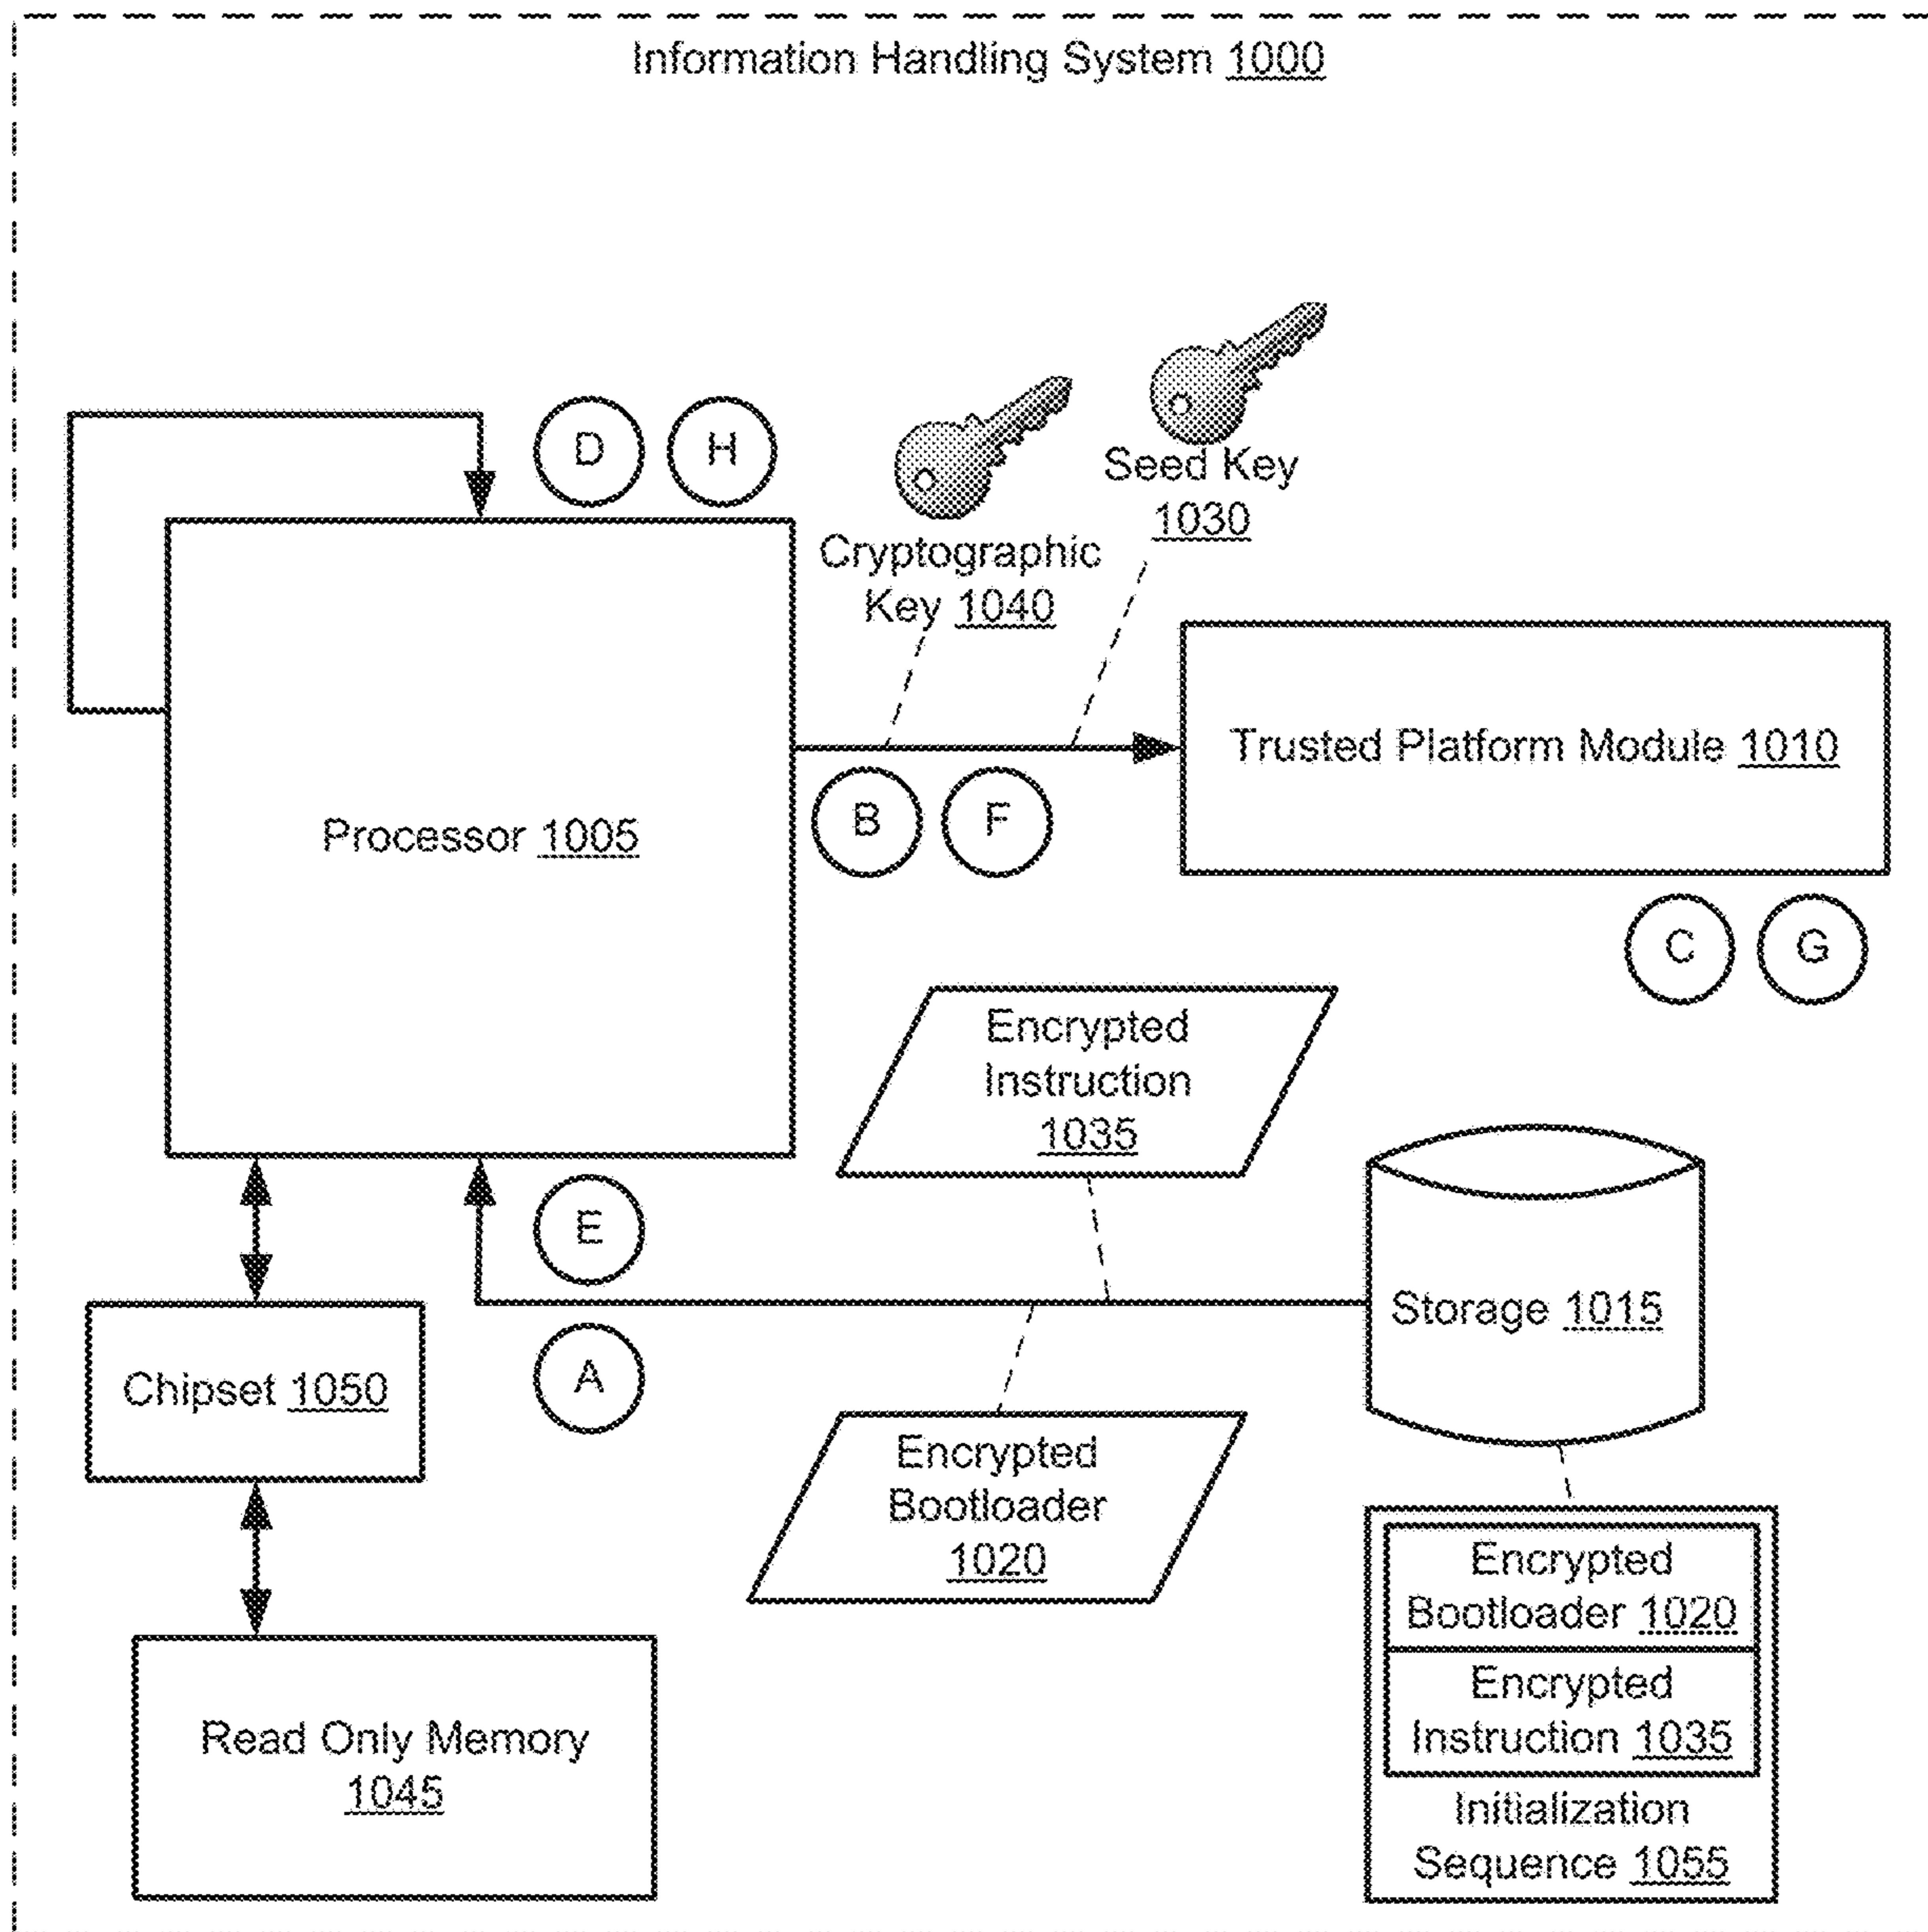 Information Handling System 1000
D
H
Seed Key
1030
Cryptographic
Key 1040
Trusted Platform Module 1010
Processor 1005
B
F
C
G
Encrypted
Instruction
1035
E
Storage 1015
A
Chipset 1050
Encrypted
Bootloader
1020
Encrypted
Bootloader 1020
Encrypted
Instruction 1035
Initialization
Sequence 1055
Read Only Memory
1045